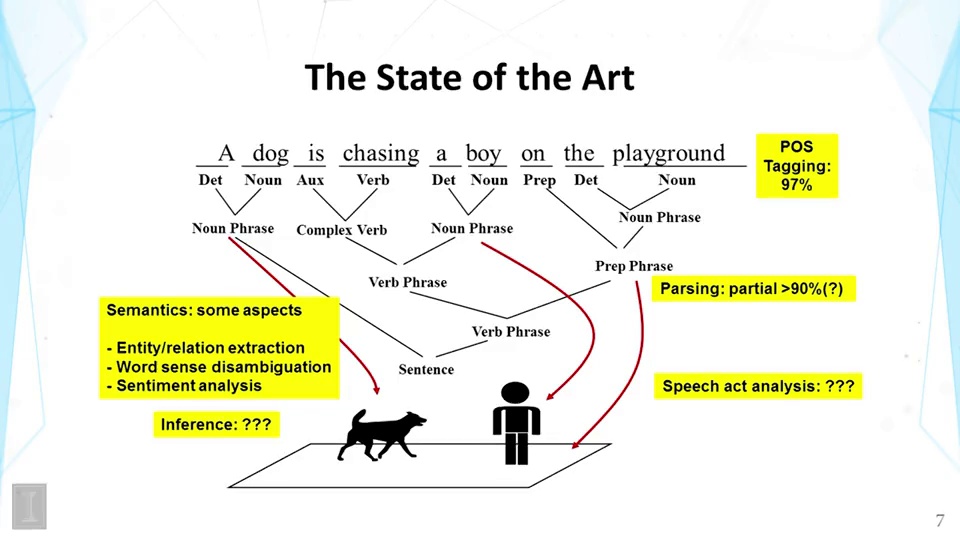 The State of the Art
A dog is chasing a boy on the playground
POS
Tagging:
97%
Det Noun Aux Verb Det Noun Prep Det Noun
Noun Phrase
Noun Phrase Complex Verb Noun Phrase
Prep Phrase
Verb Phrase
Parsing: partial >90%(?)
Semantics: some aspects
Verb Phrase
- Entity/relation extraction
- Word sense disambiguation
- Sentiment analysis
Sentence
Speech act analysis: ???
Inference: ???
I
7